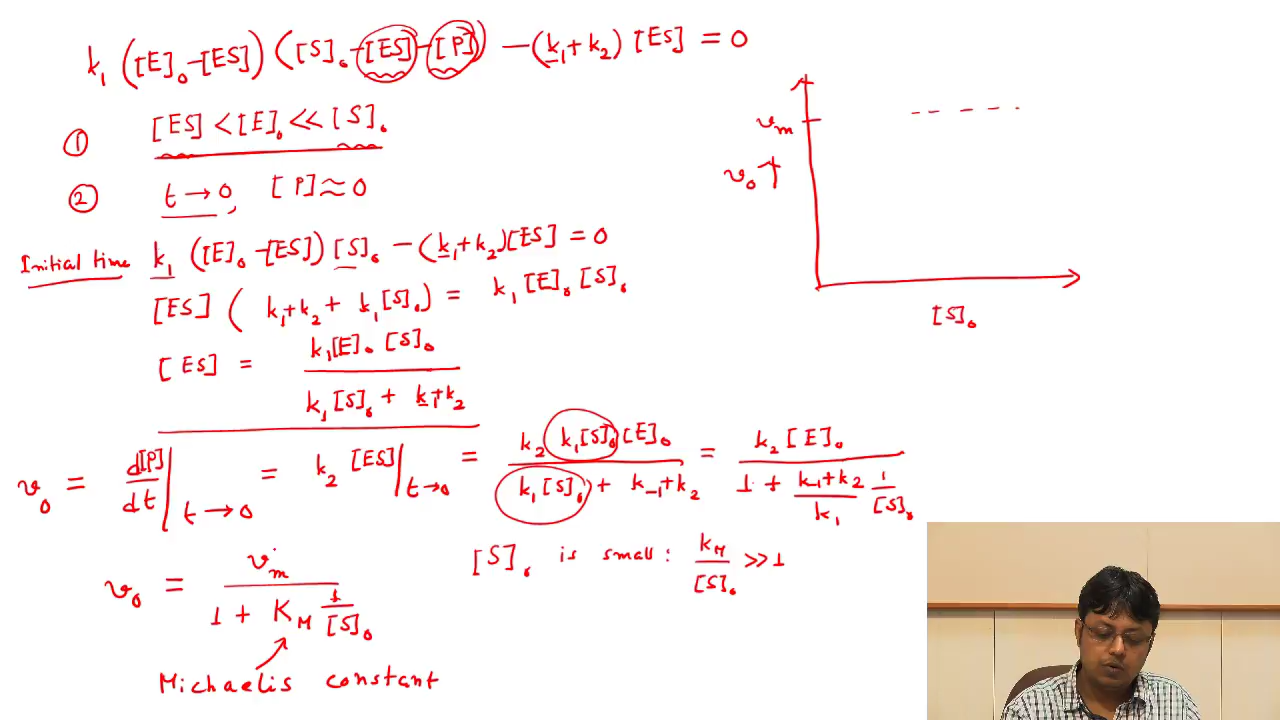 k₁ ([E]₀ - [ES]) ([S]₀ - [ES] - [P]) - (k₋₁ + k₂) [ES] = 0
① [ES] < [E]₀ << [S]₀
② t → 0, [P] ≈ 0
Initial time k₁ ([E]₀ - [ES]) [S]₀ - (k₋₁ + k₂) [ES] = 0
[ES] ( k₋₁ + k₂ + k₁ [S]₀ ) = k₁ [E]₀ [S]₀
[ES] = k₁ [E]₀ [S]₀ / k₁ [S]₀ + k₋₁ + k₂
v₀ = d[P]/dt | t → 0 = k₂ [ES] | t → 0 = k₂ k₁ [S]₀ [E]₀ / k₁ [S]₀ + k₋₁ + k₂ = k₂ [E]₀ / 1 + k₋₁ + k₂ / k₁ 1 / [S]₀
v₀ = vₘ / 1 + K_M 1 / [S]₀
Michaelis constant
[S]₀ is small : K_M / [S]₀ >> 1
vₘ
v₀ ↑
[S]₀